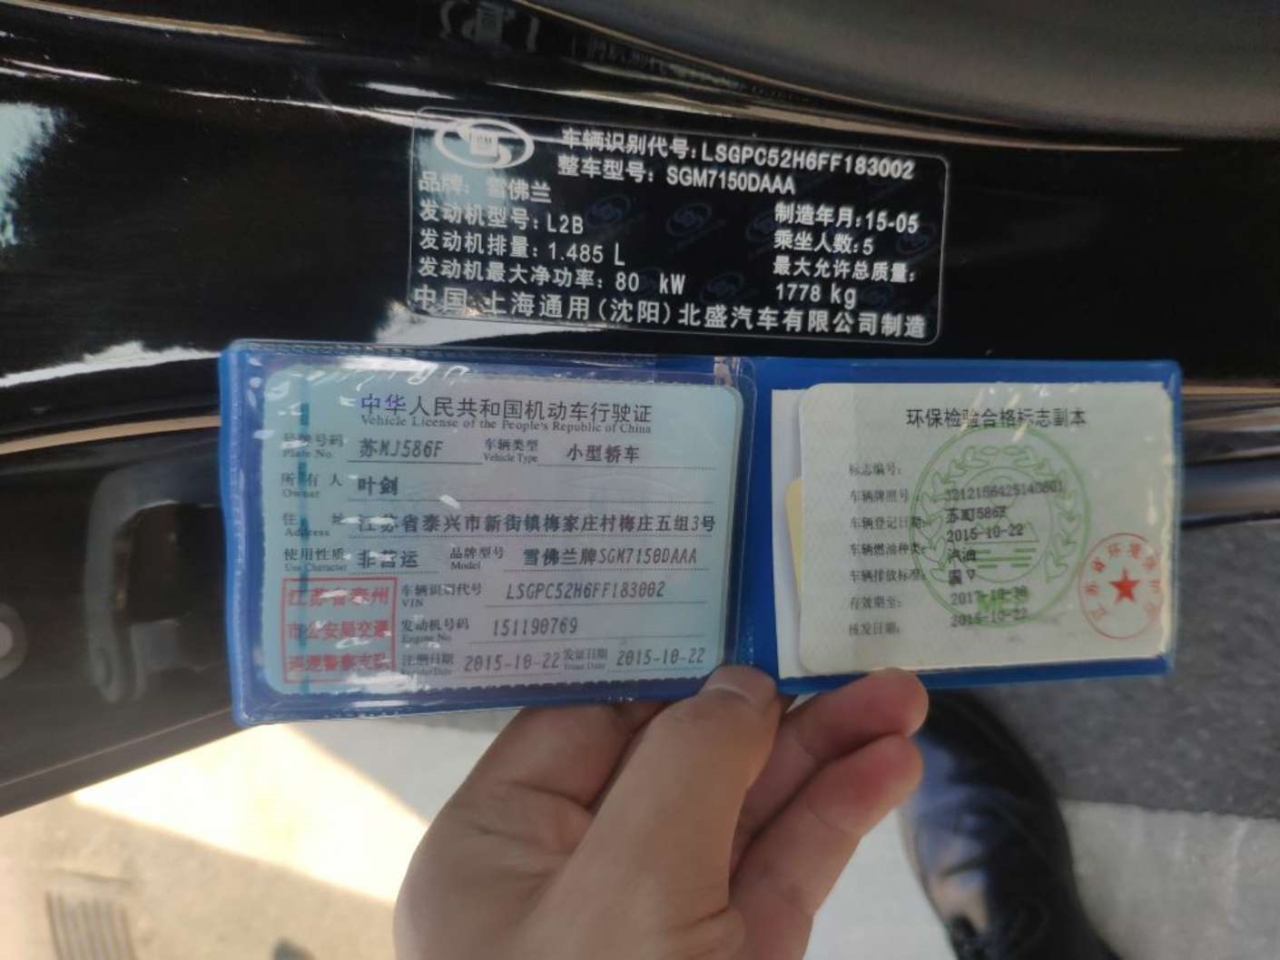 车辆识别代号:LSGPC52H6FF183002
整车型号: SGM7150DAAA
品牌: 雪佛兰
发动机型号: L2B
制造年月:15-05
发动机排量: 1.485 L
乘坐人数:5
发动机最大净功率: 80 kW
最大允许总质量:
1778 kg
中国 上海通用(沈阳)北盛汽车有限公司制造
中华人民共和国机动车行驶证
Vehicle License of the People's Republic of China
号牌号码 苏MJ586F 车辆类型 小型轿车
Plate No. Vehicle Type
所有人 叶剑
Owner
住址 江苏省泰兴市新街镇梅家庄村梅庄五组3号
Address
使用性质 非营运 品牌型号 雪佛兰牌SGM7150DAAA
Use Character Model
江苏省泰州
市公安局交通
车辆识别代号 LSGPC52H6FF183002
VIN
发动机号码 151190769
Engine No.
注册日期 2015-10-22 发证日期 2015-10-22
Issue Date
环保检验合格标志副本
标志编号:
车辆牌照号: 苏MJ586F
车辆登记日期: 2015-10-22
车辆燃油种类: 汽油
车辆排放标准: 国V
有效期至:
核发日期: 2015-10-22